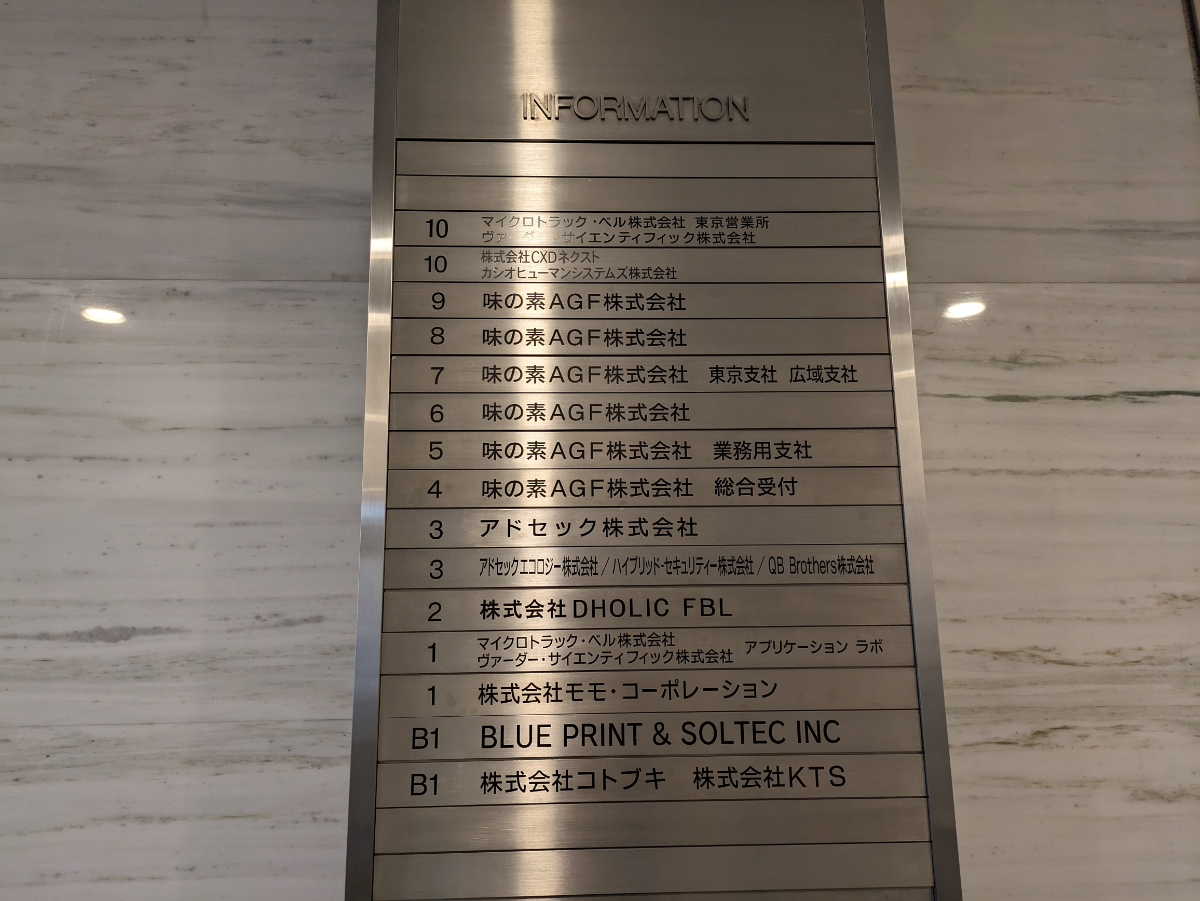 INFORMATION
10 マイクロトラック・ベル株式会社 東京営業所
ヴァーダー・サイエンティフィック株式会社
10 株式会社CXDネクスト
カシオヒューマンシステムズ株式会社
9 味の素AGF株式会社
8 味の素AGF株式会社
7 味の素AGF株式会社 東京支社 広域支社
6 味の素AGF株式会社
5 味の素AGF株式会社 業務用支社
4 味の素AGF株式会社 総合受付
3 アドセック株式会社
3 アドセックエコロジー株式会社/ハイブリッド・セキュリティー株式会社/QB Brothers株式会社
2 株式会社DHOLIC FBL
1 マイクロトラック・ベル株式会社
ヴァーダー・サイエンティフィック株式会社 アプリケーション ラボ
1 株式会社モモ・コーポレーション
B1 BLUE PRINT & SOLTEC INC
B1 株式会社コトブキ 株式会社KTS